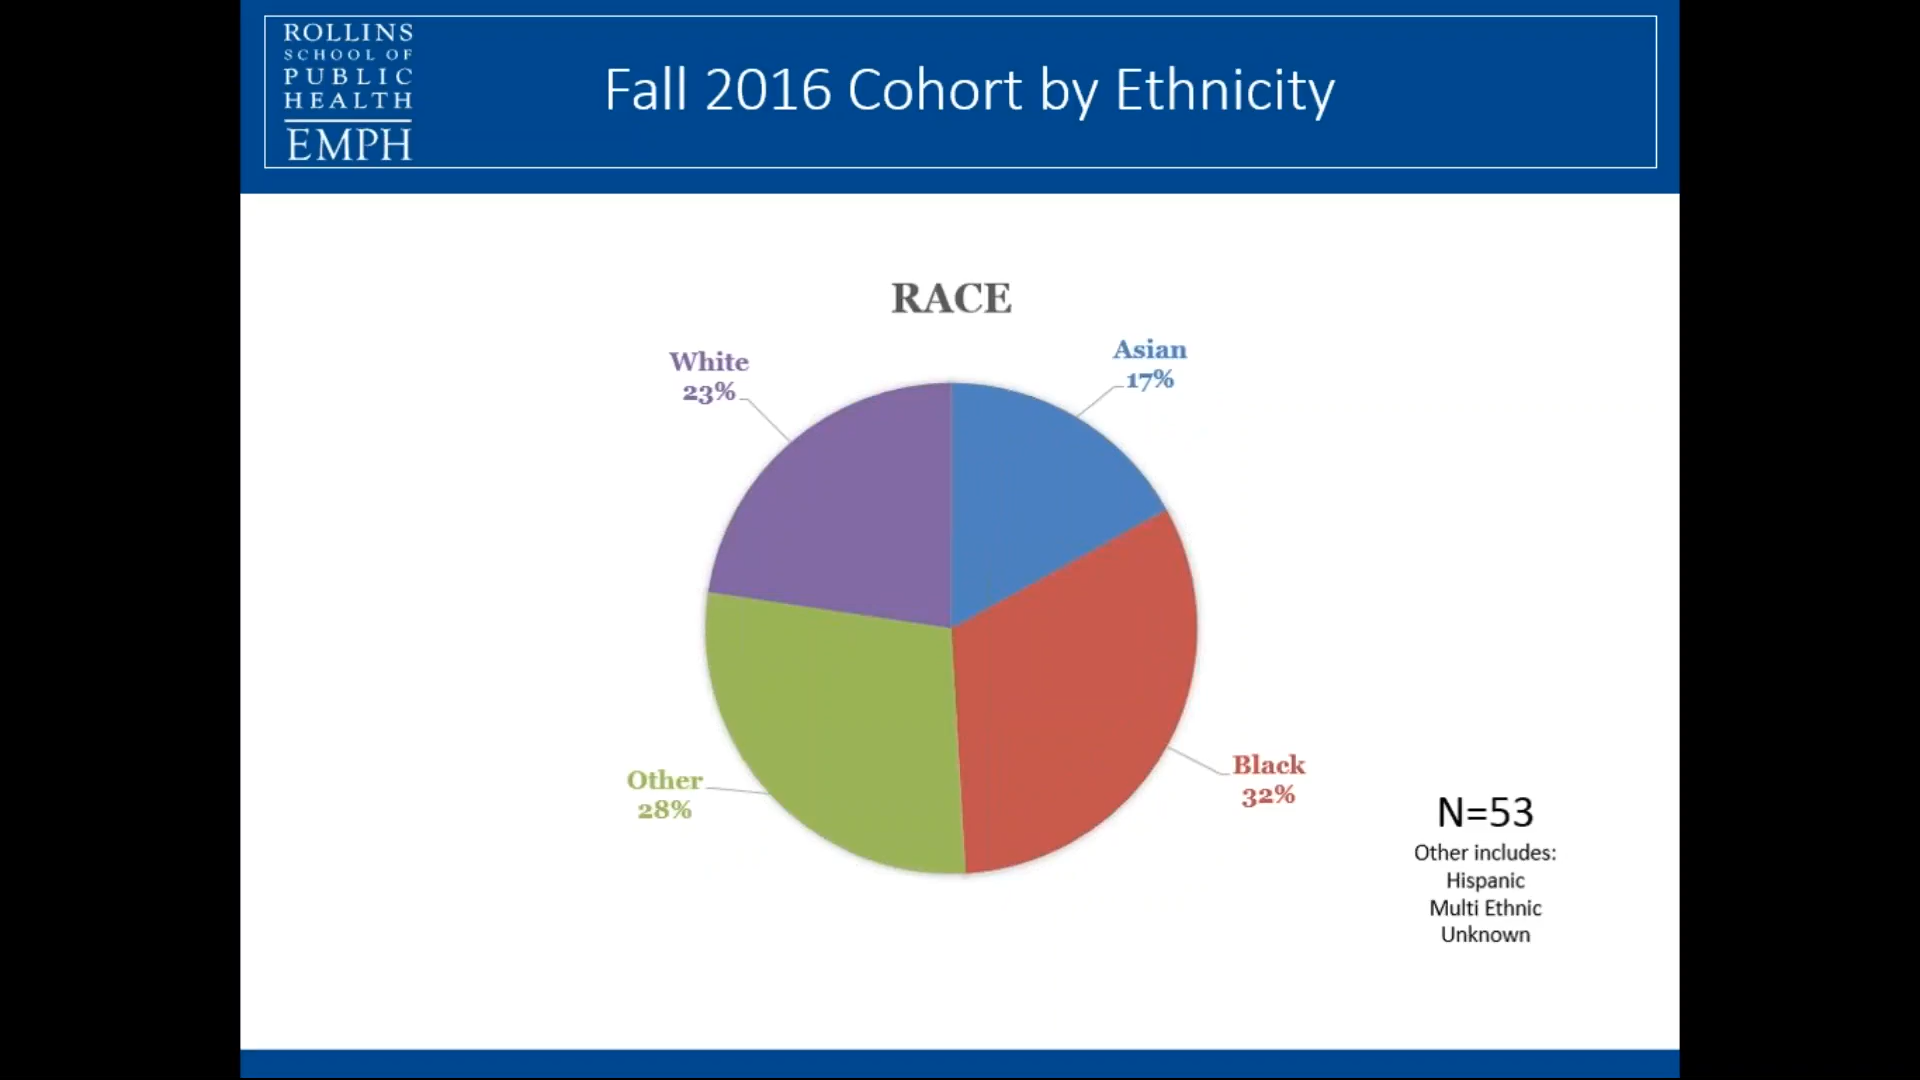 ROLLINS
SCHOOL OF
PUBLIC
HEALTH
EMPH
Fall 2016 Cohort by Ethnicity
RACE
White
23%
Asian
17%
Other
28%
Black
32%
N=53
Other includes:
Hispanic
Multi Ethnic
Unknown